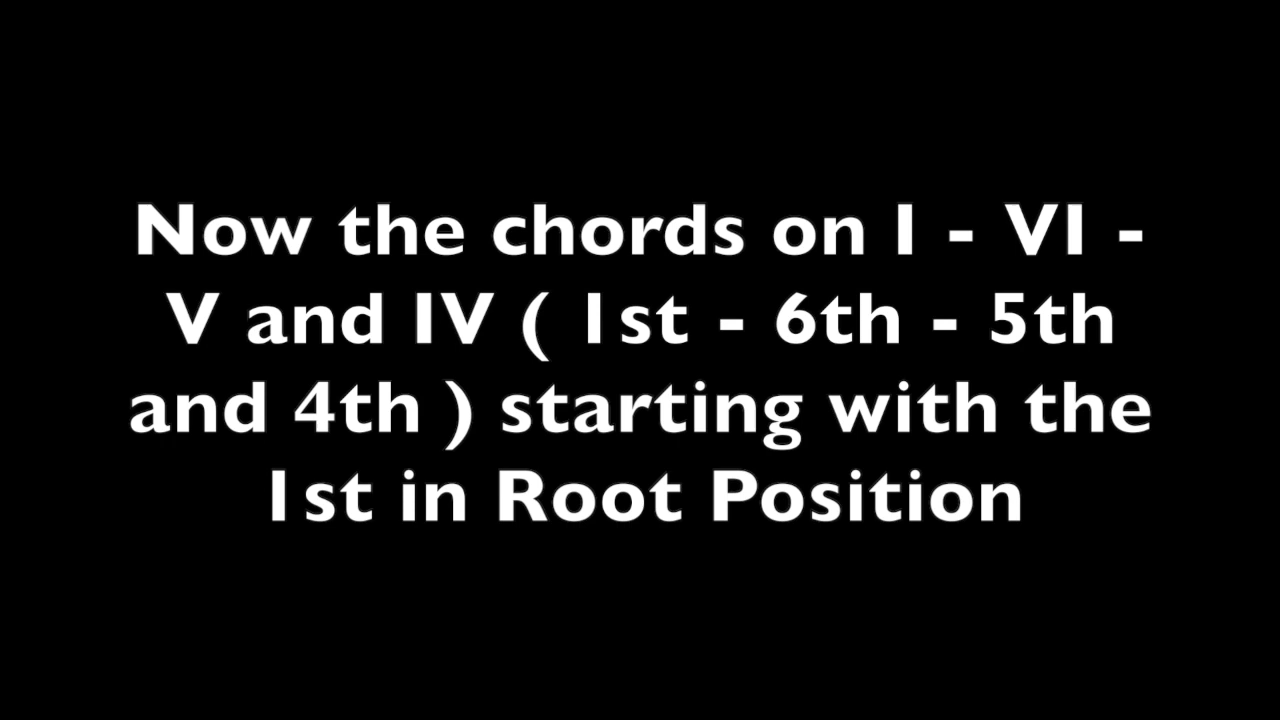 Now the chords on I - VI -
V and IV ( 1st - 6th - 5th
and 4th ) starting with the
1st in Root Position